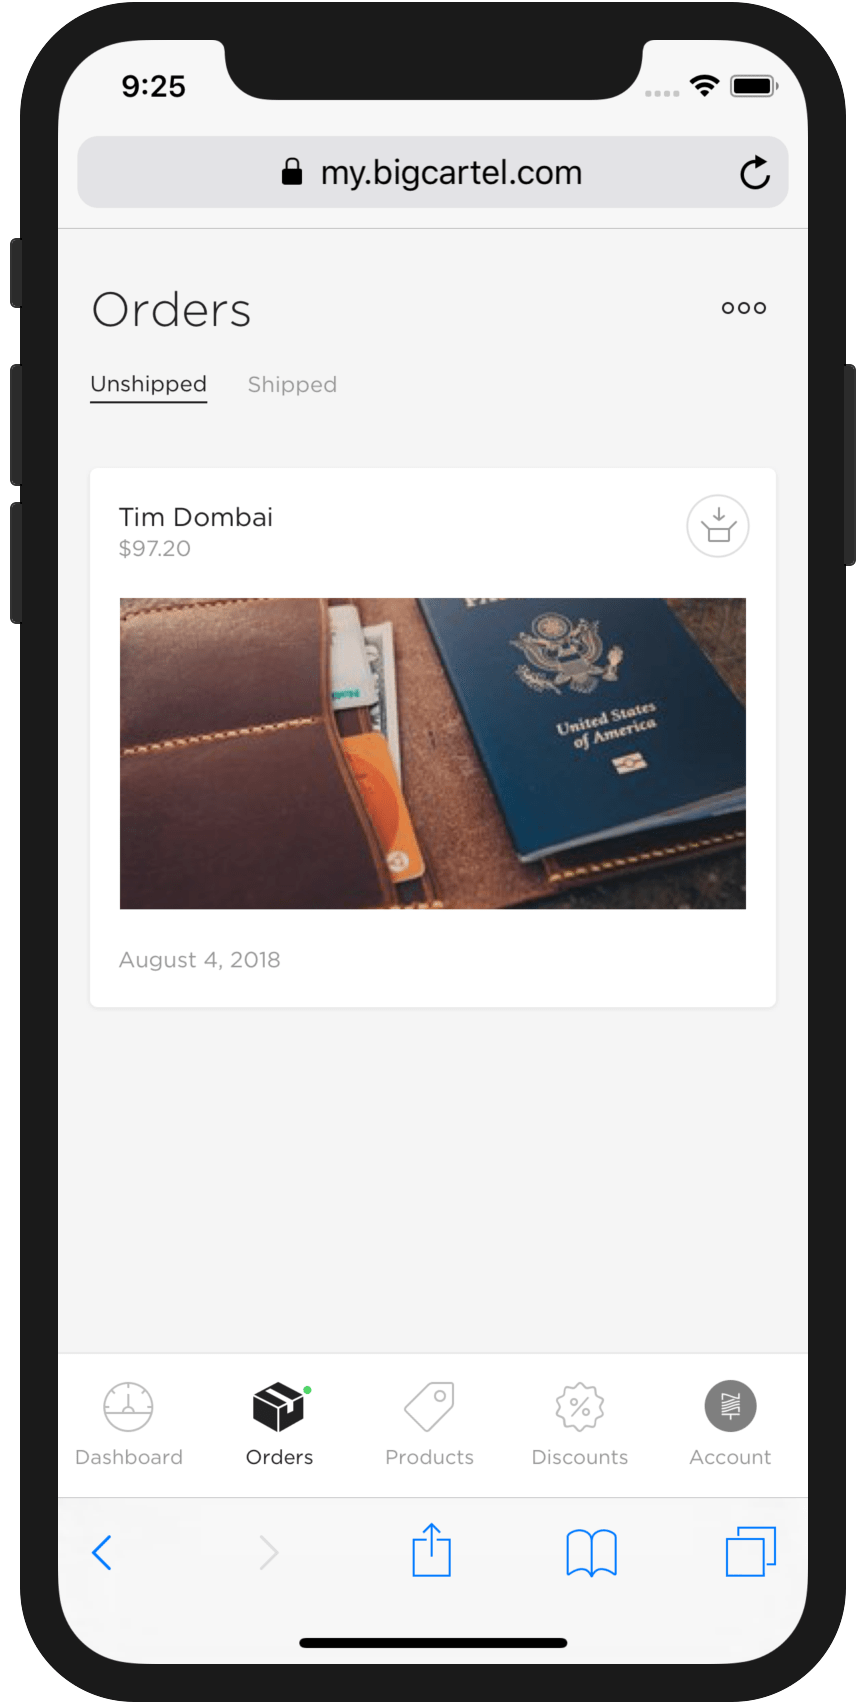 9:25
my.bigcartel.com
Orders
Unshipped Shipped
Tim Dombai
$97.20
United States
of America
August 4, 2018
Dashboard Orders Products Discounts Account